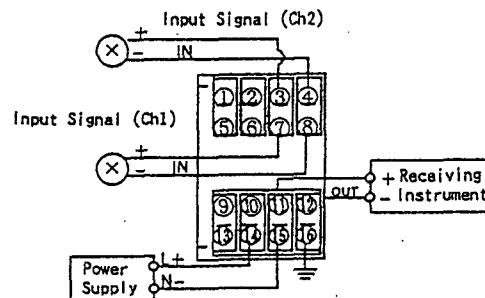 Input Signal (Ch2)
+
- IN
① ② ③ ④
⑤ ⑥ ⑦ ⑧
Input Signal (Ch1)
+
- IN
⑨ ⑩ ⑪ ⑫
⑬ ⑭ ⑮ ⑯
OUT
+ Receiving
- Instrument
Power
Supply
L+
N-